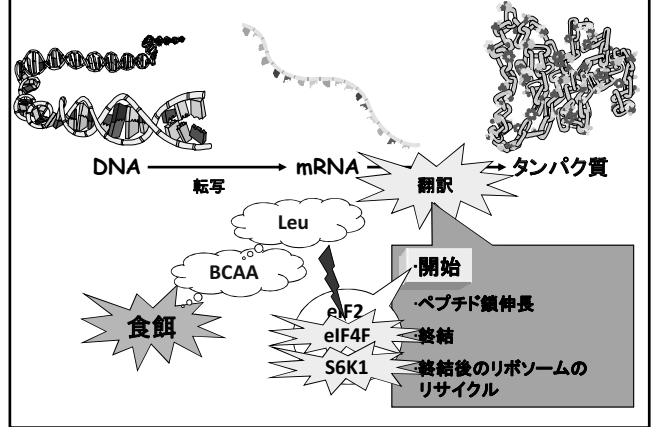 DNA
転写
mRNA
翻訳
タンパク質
Leu
BCAA
食餌
eIF2
eIF4F
S6K1
·開始
·ペプチド鎖伸長
·終結
·終結後のリボソームの
リサイクル